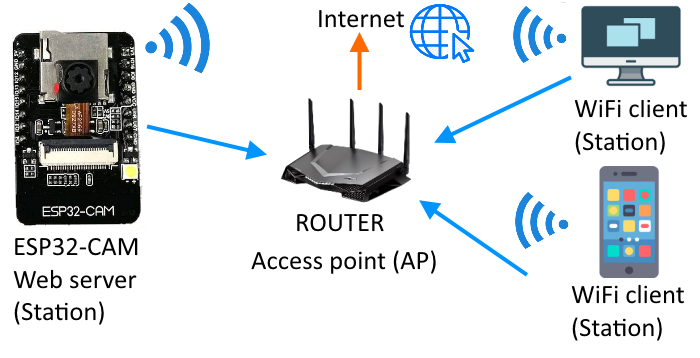 Internet
ESP32-CAM
WiFi client
(Station)
ROUTER
Access point (AP)
ESP32-CAM
Web server
(Station)
WiFi client
(Station)